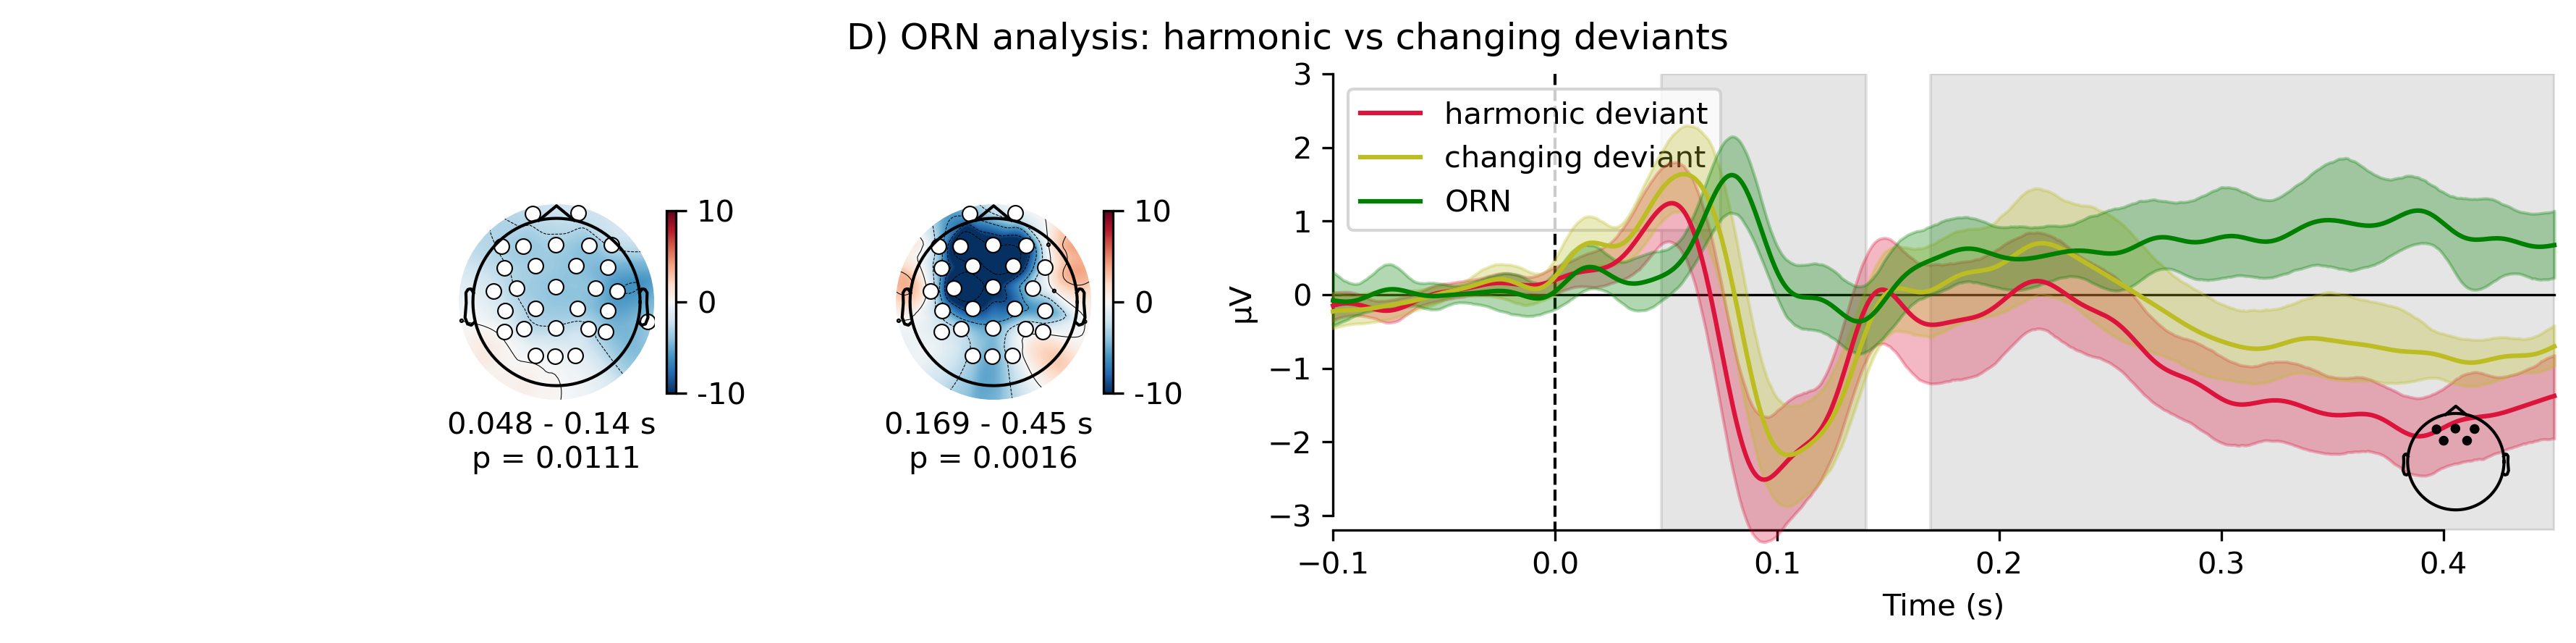 D) ORN analysis: harmonic vs changing deviants
10
0
-10
0.048 - 0.14 s
p = 0.0111
10
0
-10
0.169 - 0.45 s
p = 0.0016
µV
3
2
1
0
−1
−2
−3
harmonic deviant
changing deviant
ORN
−0.1
0.0
0.1
0.2
0.3
0.4
Time (s)